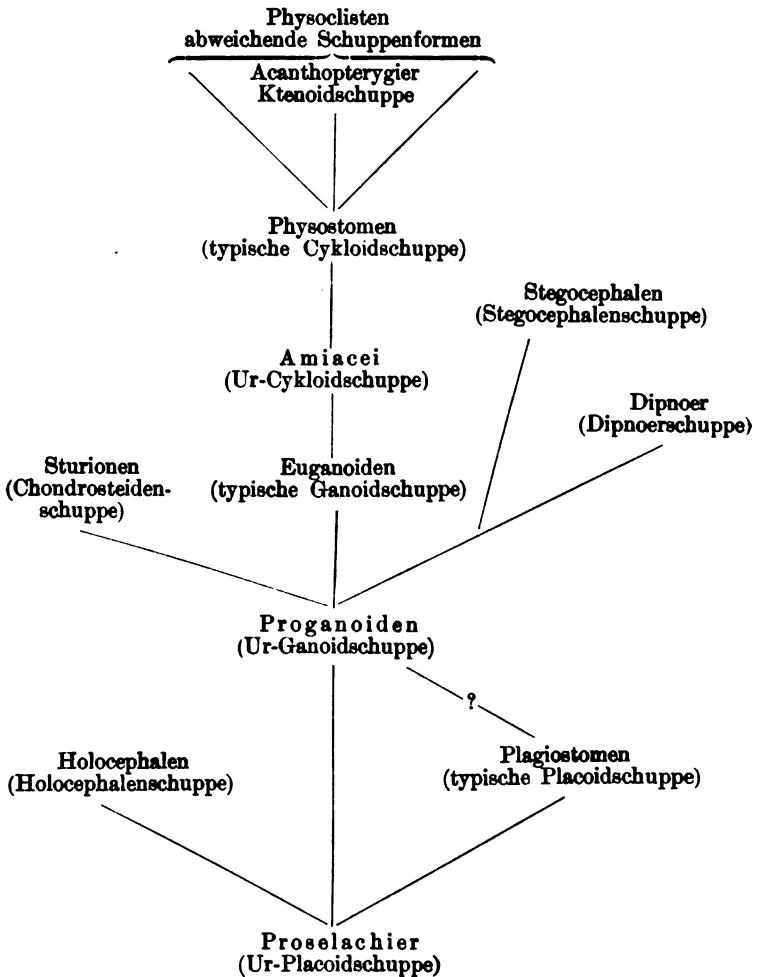 Physoclisten
abweichende Schuppenformen
Acanthopterygier
Ktenoidschuppe
Physostomen
(typische Cykloidschuppe)
Stegocephalen
(Stegocephalenschuppe)
Amiacei
(Ur-Cykloidschuppe)
Dipnoer
(Dipnoerschuppe)
Sturionen
(Chondrosteiden-
schuppe)
Euganoiden
(typische Ganoidschuppe)
Proganoiden
(Ur-Ganoidschuppe)
?
Holocephalen
(Holocephalenschuppe)
Plagiostomen
(typische Placoidschuppe)
Proselachier
(Ur-Placoidschuppe)